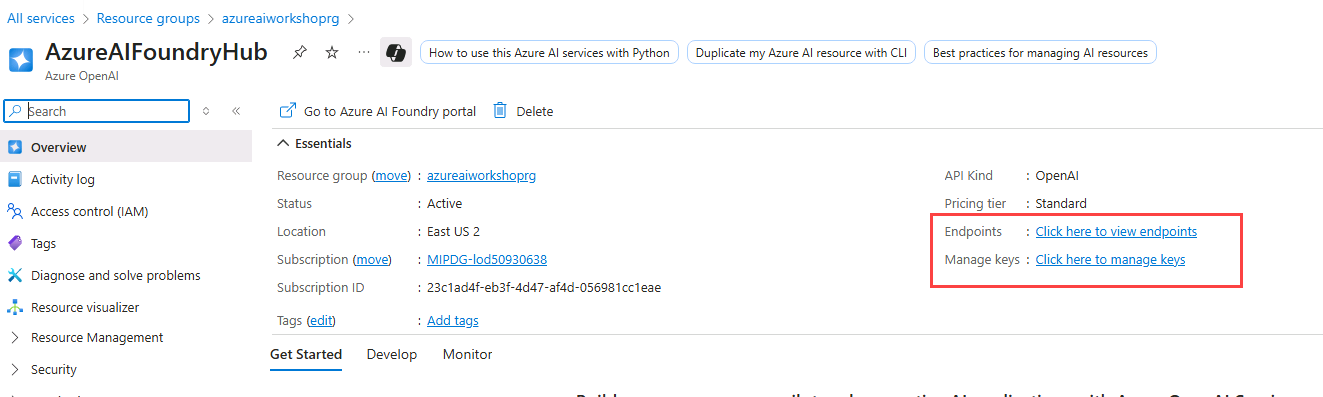 All services > Resource groups > azureaiworkshoprg >
AzureAIFoundryHub
How to use this Azure AI services with Python
Duplicate my Azure AI resource with CLI
Best practices for managing AI resources
Azure OpenAI
Search
Go to Azure AI Foundry portal
Delete
Overview
Activity log
Access control (IAM)
Tags
Diagnose and solve problems
Resource visualizer
Resource Management
Security
Essentials
Resource group (move) : azureaiworkshoprg
Status : Active
Location : East US 2
Subscription (move) : MIPDG-lod50930638
Subscription ID : 23c1ad4f-eb3f-4d47-af4d-056981cc1eae
Tags (edit) : Add tags
API Kind : OpenAI
Pricing tier : Standard
Endpoints : Click here to view endpoints
Manage keys : Click here to manage keys
Get Started
Develop
Monitor